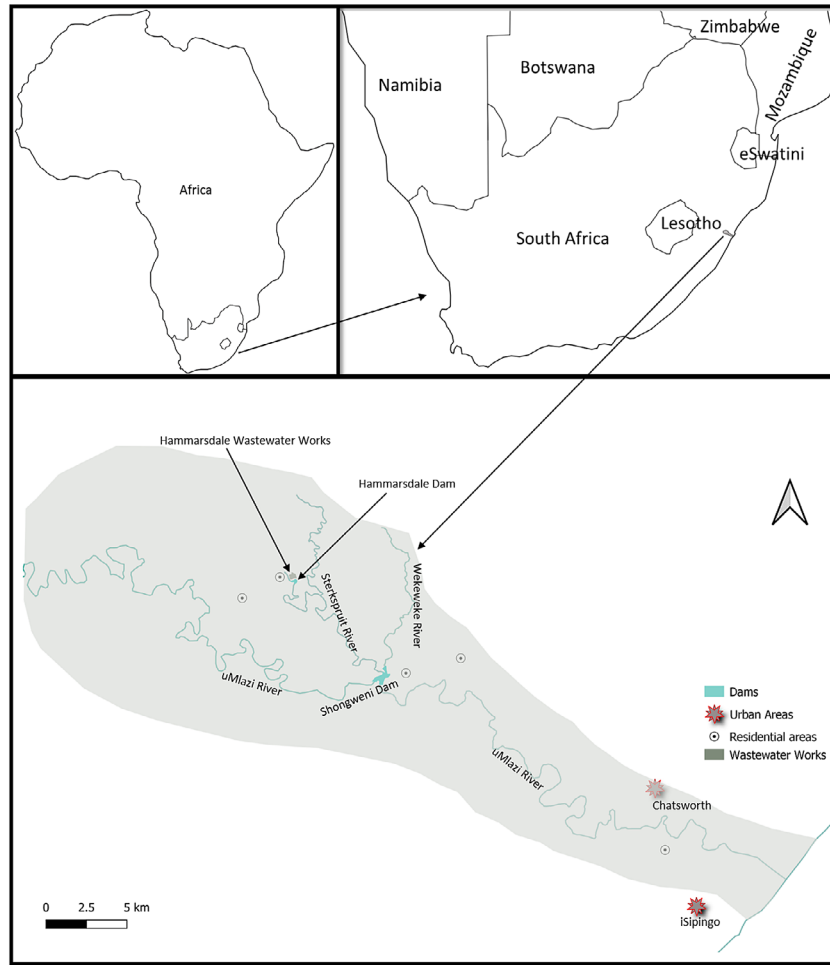 Africa
Zimbabwe
Botswana
Namibia
Mozambique
eSwatini
Lesotho
South Africa
Hammarsdale Wastewater Works
Hammarsdale Dam
Sterkspruit River
Wekeweke River
uMlazi River
Shongweni Dam
uMlazi River
Chatsworth
iSipingo
Dams
Urban Areas
Residential areas
Wastewater Works
0 2.5 5 km